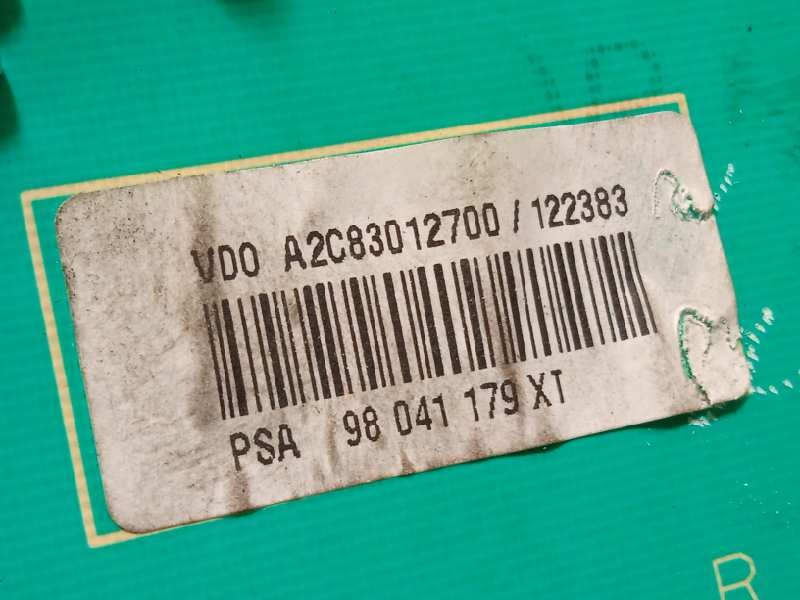 VDO A2C83012700 / 122383
PSA 98 041 179 XT
R